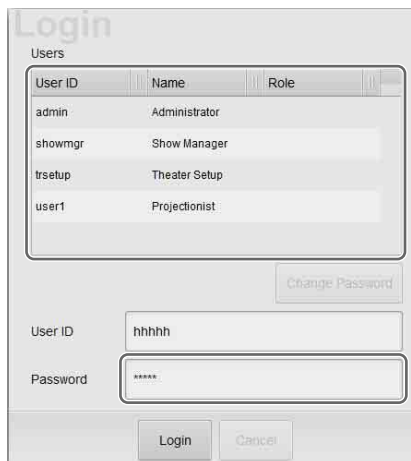 Login
Users
User ID Name Role
admin Administrator
showmgr Show Manager
trsetup Theater Setup
user1 Projectionist
Change Password
User ID hhhhh
Password *****
Login Cancel